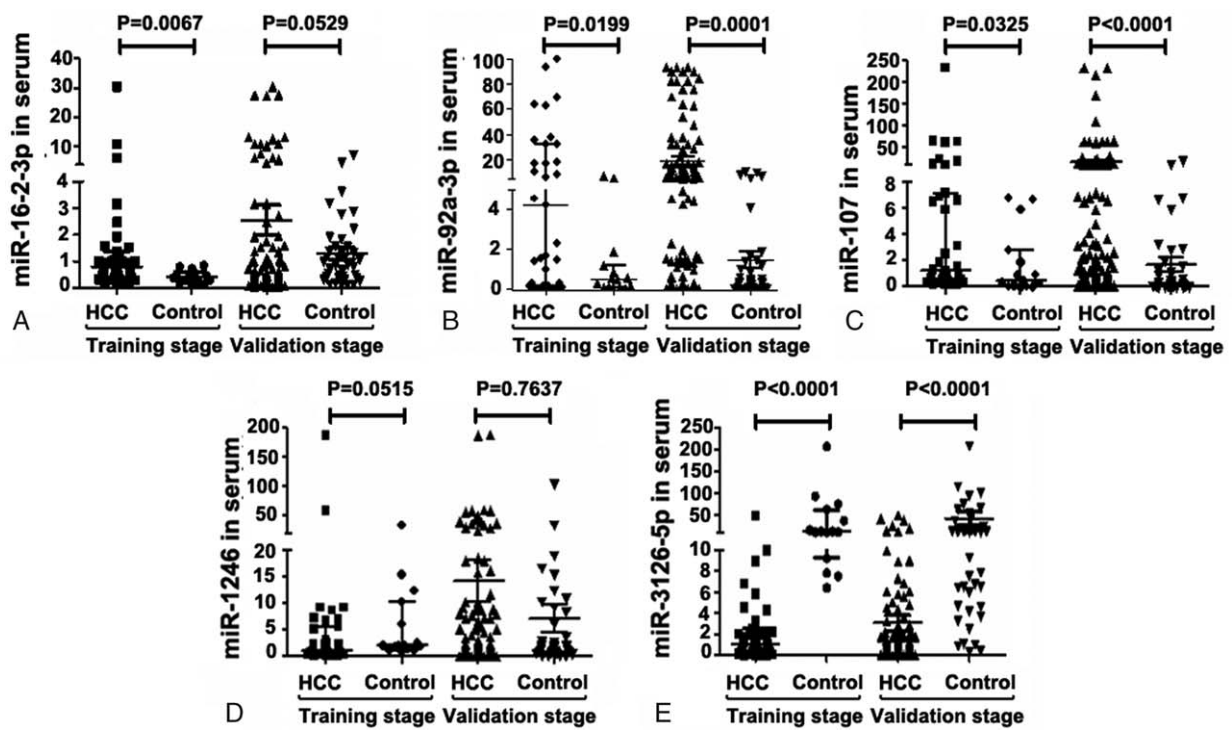 P=0.0067 P=0.0529
miR-16-2-3p in serum
40
30
20
10
4
3
2
1
0
HCC Control HCC Control
Training stage Validation stage
A
P=0.0199 P=0.0001
miR-92a-3p in serum
100
80
60
40
20
4
2
0
HCC Control HCC Control
Training stage Validation stage
B
P=0.0325 P<0.0001
miR-107 in serum
250
200
150
100
50
8
6
4
2
0
HCC Control HCC Control
Training stage Validation stage
C
P=0.0515 P=0.7637
miR-1246 in serum
200
150
100
50
20
15
10
5
0
HCC Control HCC Control
Training stage Validation stage
D
P<0.0001 P<0.0001
miR-3126-5p in serum
250
200
150
100
50
10
8
6
4
2
0
HCC Control HCC Control
Training stage Validation stage
E